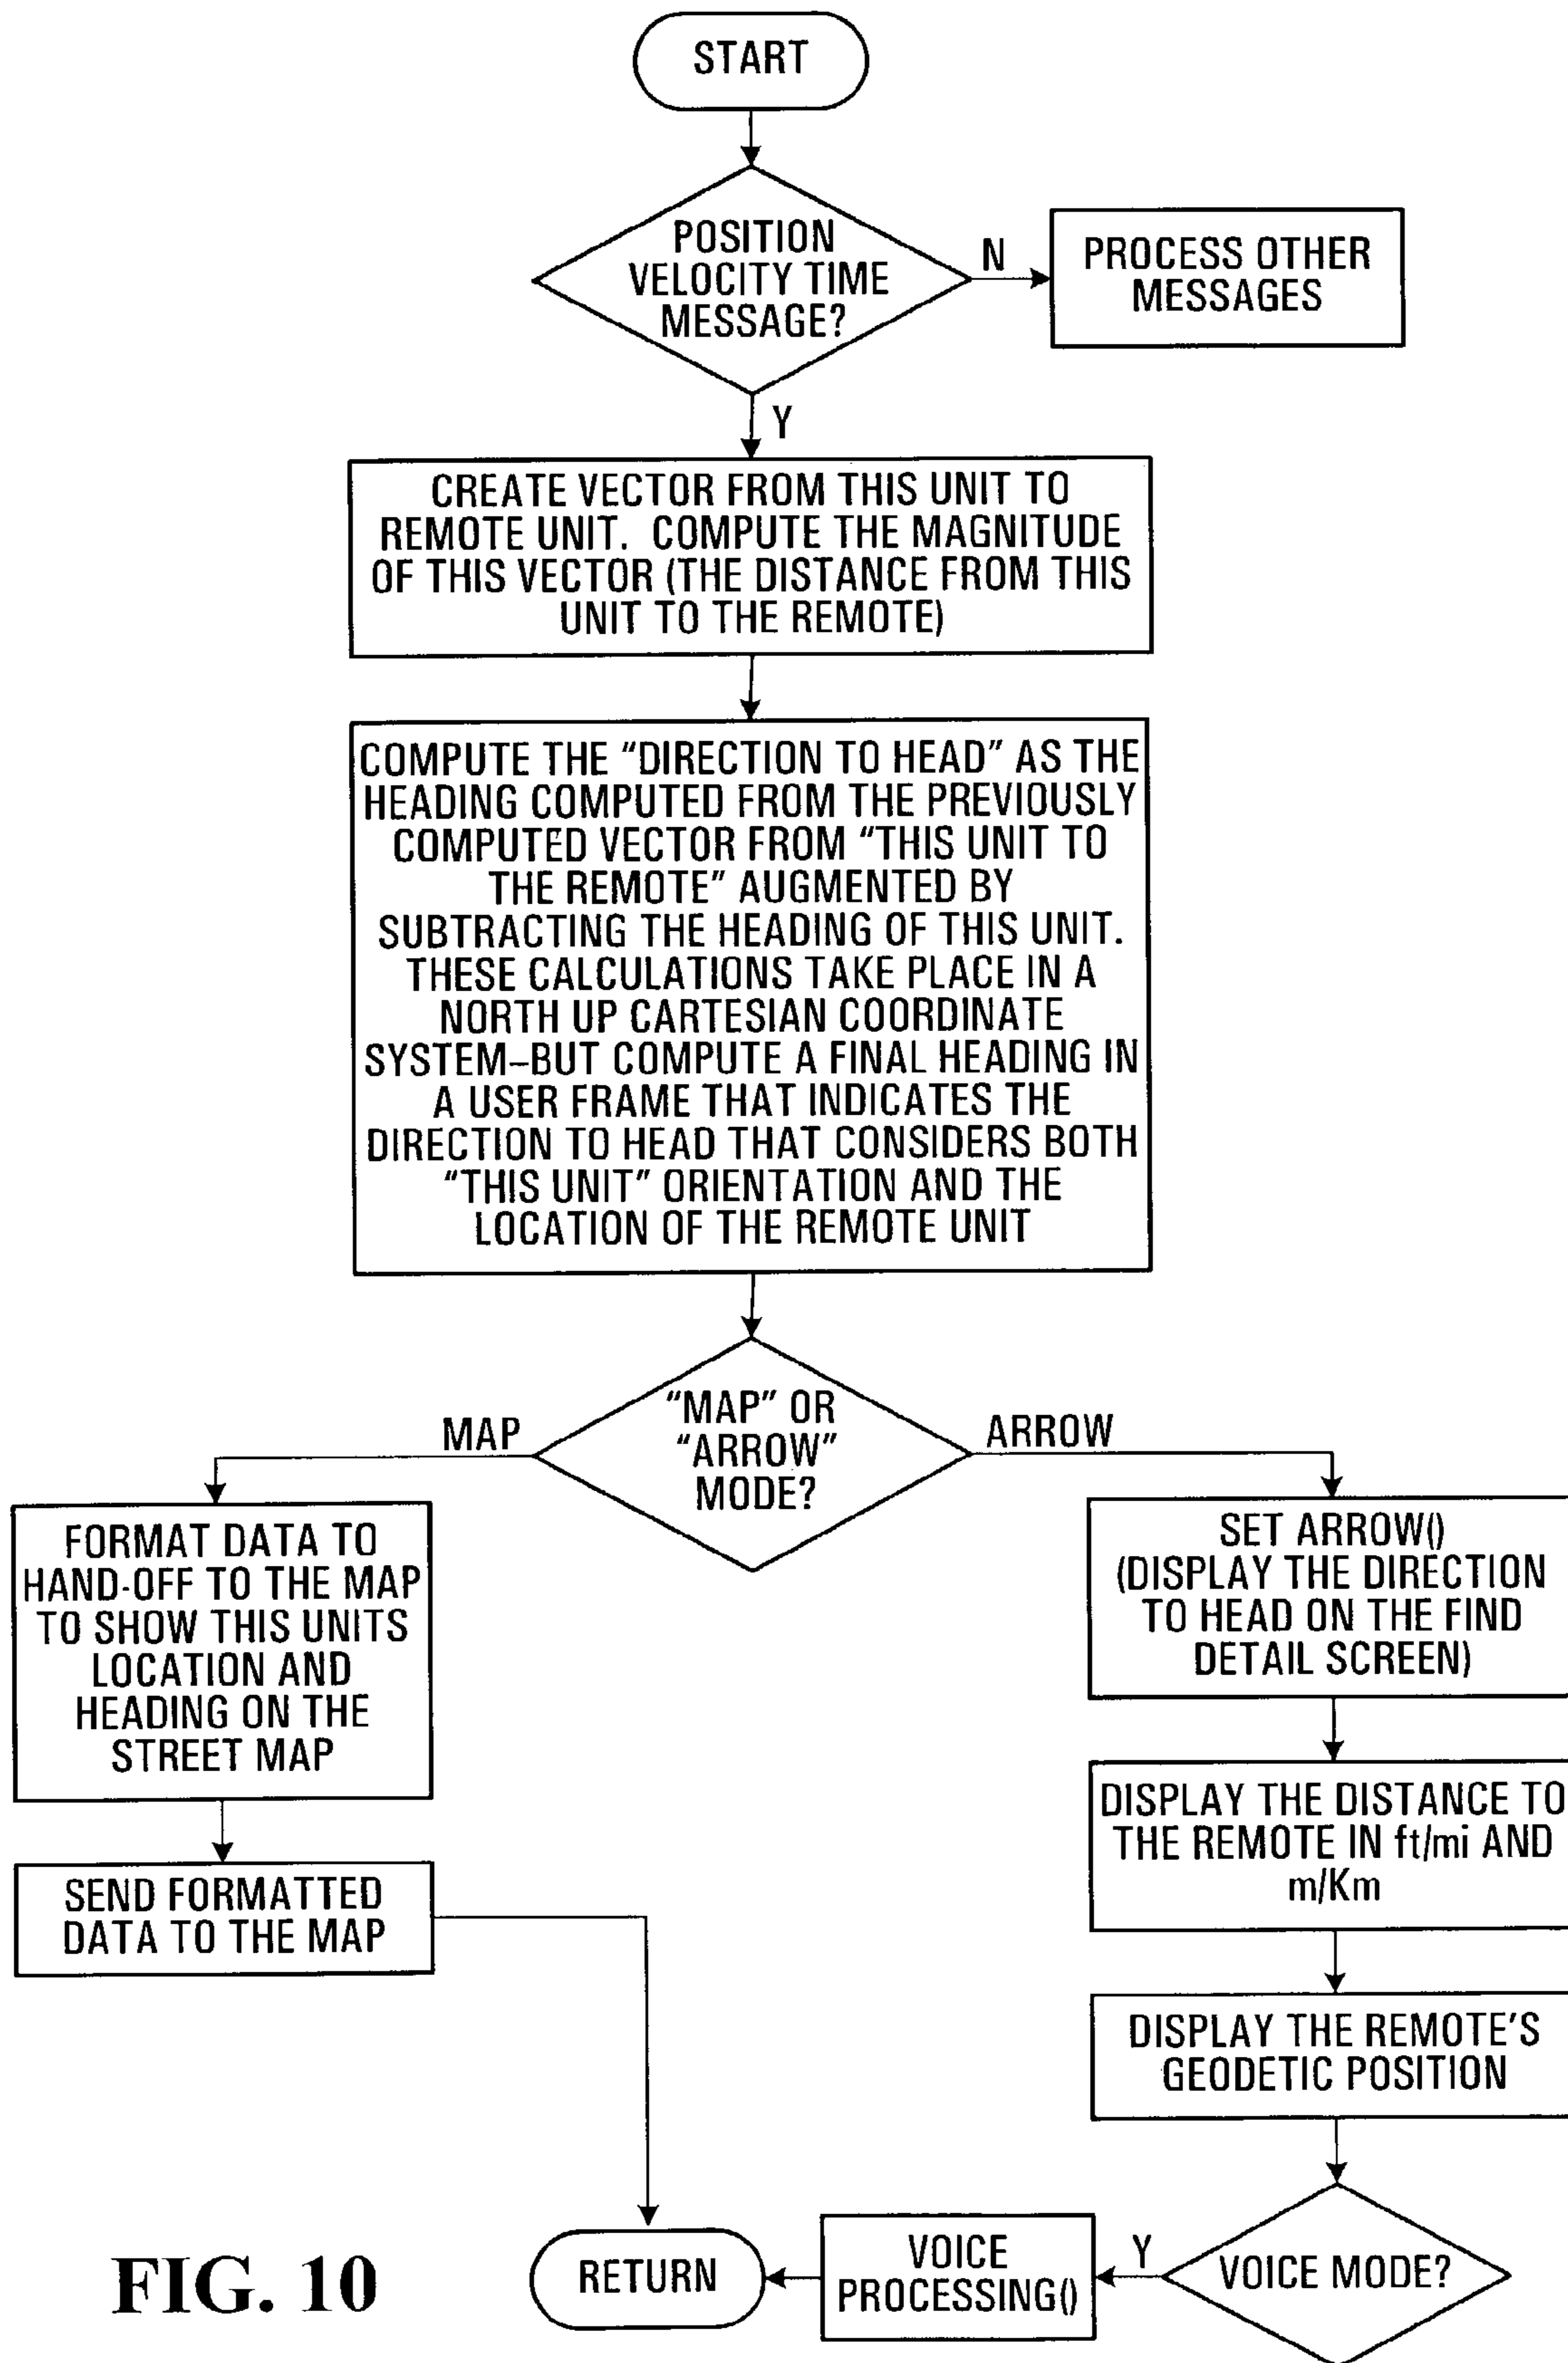 START
POSITION
VELOCITY TIME
MESSAGE?
N
PROCESS OTHER
MESSAGES
Y
CREATE VECTOR FROM THIS UNIT TO
REMOTE UNIT. COMPUTE THE MAGNITUDE
OF THIS VECTOR (THE DISTANCE FROM THIS
UNIT TO THE REMOTE)
COMPUTE THE "DIRECTION TO HEAD" AS THE
HEADING COMPUTED FROM THE PREVIOUSLY
COMPUTED VECTOR FROM "THIS UNIT TO
THE REMOTE" AUGMENTED BY
SUBTRACTING THE HEADING OF THIS UNIT.
THESE CALCULATIONS TAKE PLACE IN A
NORTH UP CARTESIAN COORDINATE
SYSTEM–BUT COMPUTE A FINAL HEADING IN
A USER FRAME THAT INDICATES THE
DIRECTION TO HEAD THAT CONSIDERS BOTH
"THIS UNIT" ORIENTATION AND THE
LOCATION OF THE REMOTE UNIT
"MAP" OR
"ARROW"
MODE?
MAP
ARROW
FORMAT DATA TO
HAND-OFF TO THE MAP
TO SHOW THIS UNITS
LOCATION AND
HEADING ON THE
STREET MAP
SEND FORMATTED
DATA TO THE MAP
SET ARROW()
(DISPLAY THE DIRECTION
TO HEAD ON THE FIND
DETAIL SCREEN)
DISPLAY THE DISTANCE TO
THE REMOTE IN ft/mi AND
m/Km
DISPLAY THE REMOTE'S
GEODETIC POSITION
VOICE MODE?
Y
VOICE
PROCESSING()
RETURN
FIG. 10